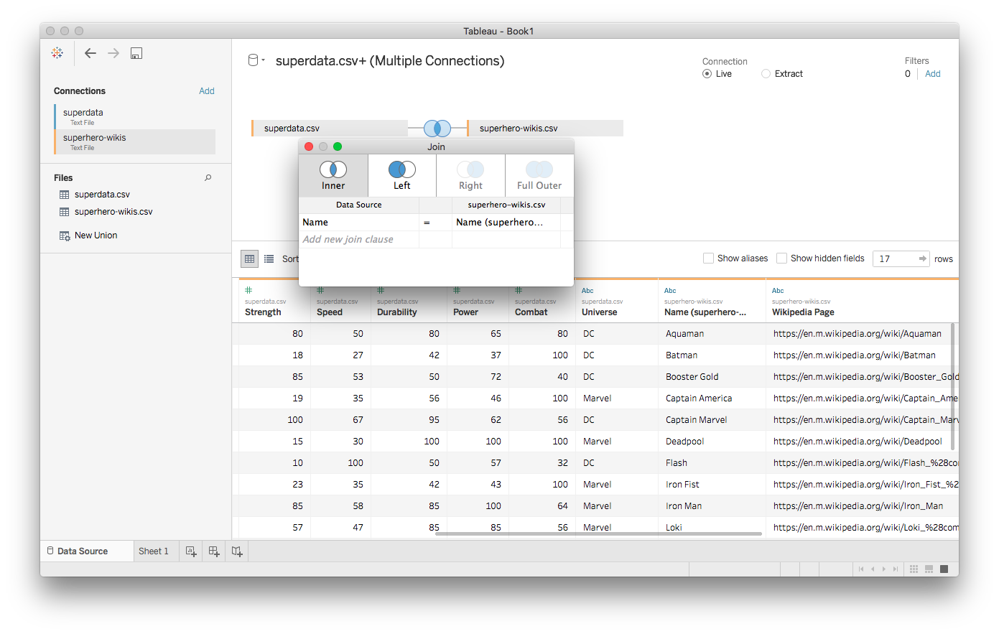 Tableau - Book1
superdata.csv+ (Multiple Connections)
Connection
Live
Extract
Filters
0
Add
Connections
Add
superdata
Text File
superhero-wikis
Text File
Files
superdata.csv
superhero-wikis.csv
New Union
superdata.csv
superhero-wikis.csv
Join
Inner
Left
Right
Full Outer
Data Source
superhero-wikis.csv
Name
=
Name (superhero...
Add new join clause
Sort
Show aliases
Show hidden fields
17
rows
#
superdata.csv
Strength
#
superdata.csv
Speed
#
superdata.csv
Durability
#
superdata.csv
Power
#
superdata.csv
Combat
Abc
superdata.csv
Universe
Abc
superhero-wikis.csv
Name (superhero-...
Abc
superhero-wikis.csv
Wikipedia Page
80 50 80 65 80 DC Aquaman https://en.m.wikipedia.org/wiki/Aquaman
18 27 42 37 100 DC Batman https://en.m.wikipedia.org/wiki/Batman
85 53 50 72 40 DC Booster Gold https://en.m.wikipedia.org/wiki/Booster_Gold
19 35 56 46 100 Marvel Captain America https://en.m.wikipedia.org/wiki/Captain_Ame
100 67 95 62 56 DC Captain Marvel https://en.m.wikipedia.org/wiki/Captain_Marv
15 30 100 100 100 Marvel Deadpool https://en.m.wikipedia.org/wiki/Deadpool
10 100 50 57 32 DC Flash https://en.m.wikipedia.org/wiki/Flash_%28co
23 35 42 43 100 Marvel Iron Fist https://en.m.wikipedia.org/wiki/Iron_Fist_%2
85 58 85 100 64 Marvel Iron Man https://en.m.wikipedia.org/wiki/Iron_Man
57 47 85 85 56 Marvel Loki https://en.m.wikipedia.org/wiki/Loki_%28com
Data Source
Sheet 1